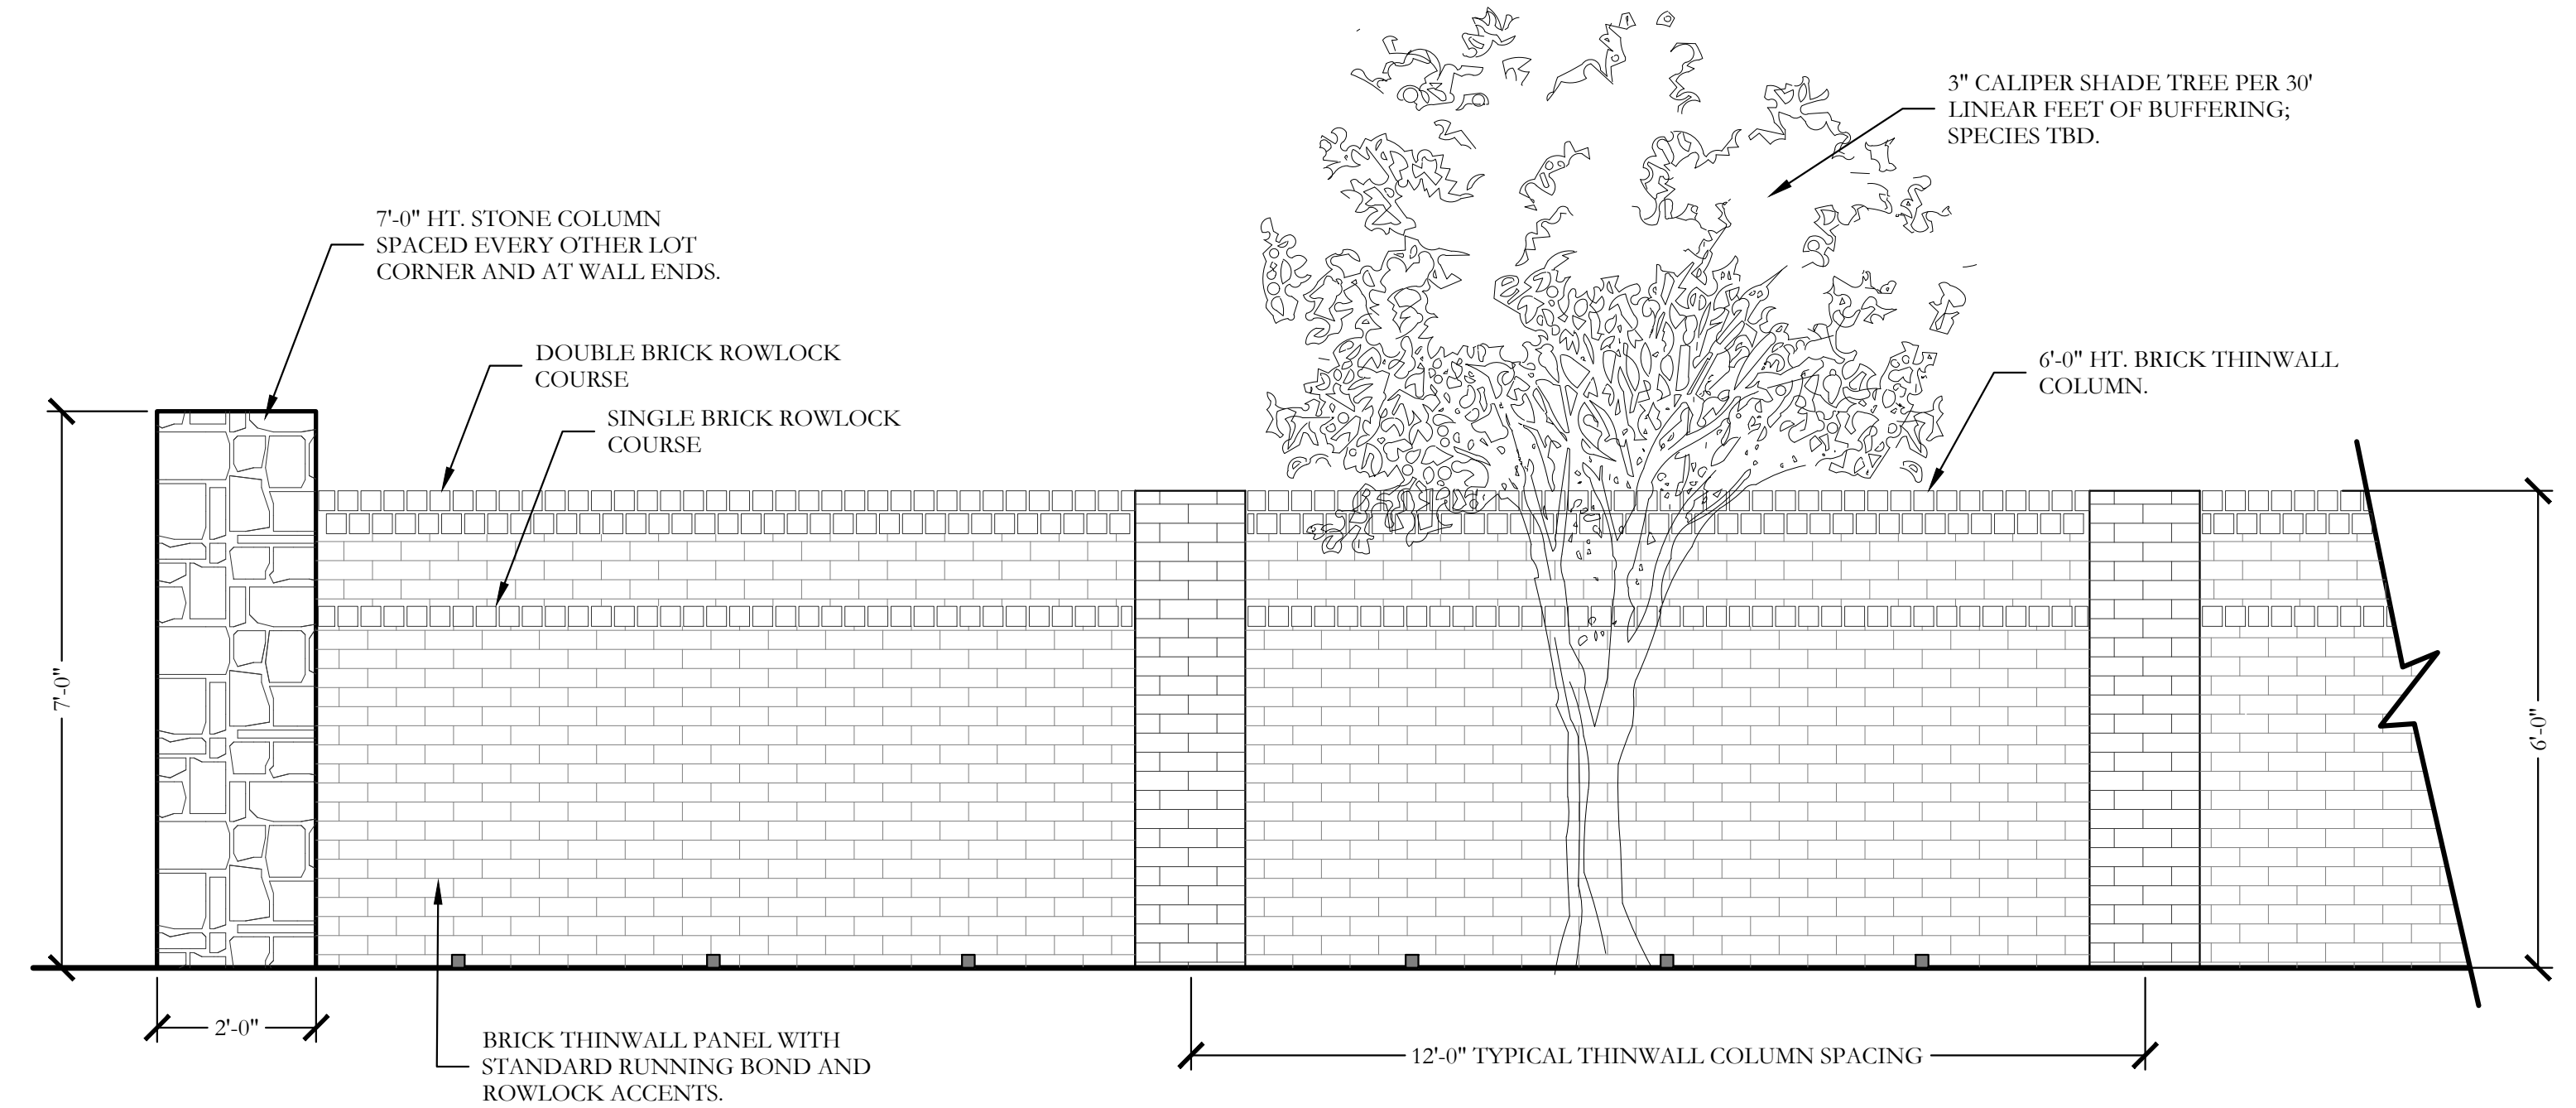 3" CALIPER SHADE TREE PER 30'
LINEAR FEET OF BUFFERING;
SPECIES TBD.
7'-0" HT. STONE COLUMN
SPACED EVERY OTHER LOT
CORNER AND AT WALL ENDS.
DOUBLE BRICK ROWLOCK
COURSE
SINGLE BRICK ROWLOCK
COURSE
6'-0" HT. BRICK THINWALL
COLUMN.
7'-0"
6'-0"
2'-0"
BRICK THINWALL PANEL WITH
STANDARD RUNNING BOND AND
ROWLOCK ACCENTS.
12'-0" TYPICAL THINWALL COLUMN SPACING